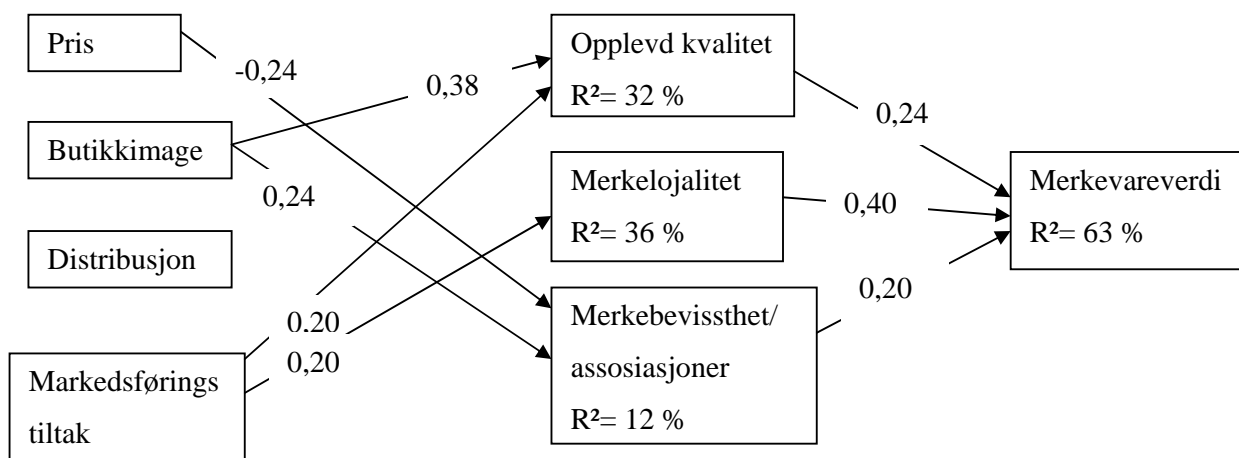 Pris
Butikkimage
Distribusjon
Markedsførings
tiltak
-0,24
0,38
0,24
0,20
0,20
Opplevd kvalitet
R²= 32 %
Merkelojalitet
R²= 36 %
Merkebevissthet/
assosiasjoner
R²= 12 %
0,24
0,40
0,20
Merkevareverdi
R²= 63 %